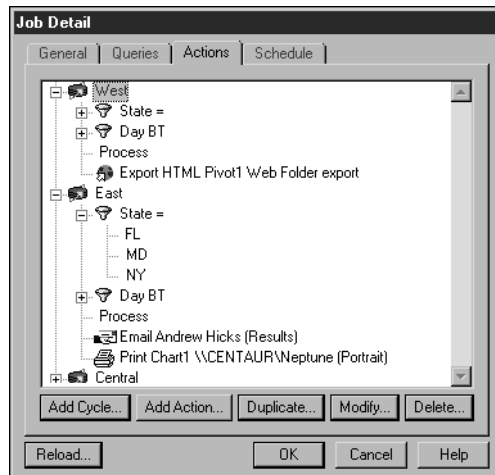 Job Detail
General Queries Actions Schedule
West
State =
Day BT
Process
Export HTML Pivot1 Web Folder export
East
State =
FL
MD
NY
Day BT
Process
Email Andrew Hicks (Results)
Print Chart1 \\CENTAUR\Neptune (Portrait)
Central
Add Cycle... Add Action... Duplicate... Modify... Delete...
Reload... OK Cancel Help